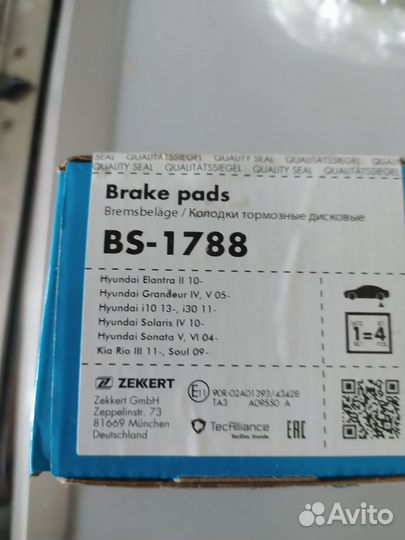 SEAL QUALITÄTSSIEGEL QUALITY SEAL QUALITÄTSSIEGEL
QUALITY SEAL QUALITÄTSSIEGEL QUALITY SEAL QUALITÄTSSIEGEL
Brake pads
Bremsbeläge / Колодки тормозные дисковые
BS-1788
Hyundai Elantra II 10-
Hyundai Grandeur IV, V 05-
Hyundai i10 13-, i30 11-
Hyundai Solaris IV 10-
Hyundai Sonata V, VI 04-
Kia Rio III 11-, Soul 09-
1=4
ZEKKERT
Zekkert GmbH
Zeppelinstr. 73
81669 München
Deutschland
E11 90R-02A01393/43428
TA3 A09550 A
TecAlliance
TecDoc Inside
EAC
Avito